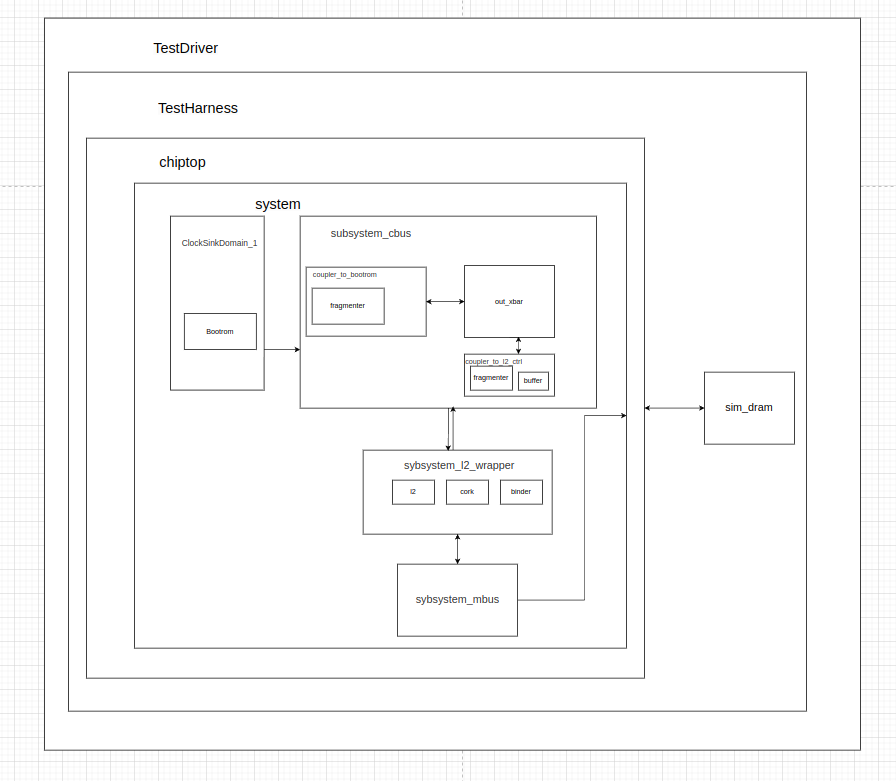 TestDriver
TestHarness
chiptop
system
ClockSinkDomain_1
Bootrom
subsystem_cbus
coupler_to_bootrom
fragmenter
out_xbar
coupler_to_l2_ctrl
fragmenter
buffer
sim_dram
sybsystem_l2_wrapper
l2
cork
binder
sybsystem_mbus